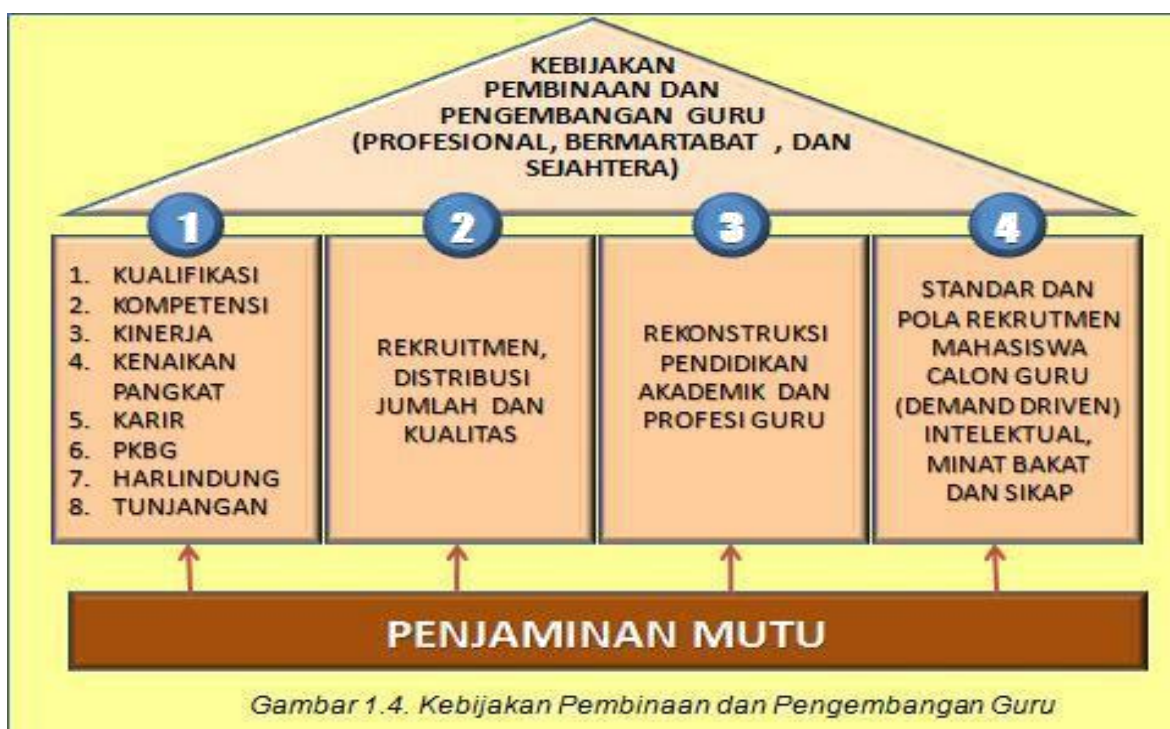 KEBIJAKAN
PEMBINAAN DAN
PENGEMBANGAN GURU
(PROFESIONAL, BERMARTABAT , DAN
SEJAHTERA)
1
1. KUALIFIKASI
2. KOMPETENSI
3. KINERJA
4. KENAIKAN
PANGKAT
5. KARIR
6. PKBG
7. HARLINDUNG
8. TUNJANGAN
2
REKRUITMEN,
DISTRIBUSI
JUMLAH DAN
KUALITAS
3
REKONSTRUKSI
PENDIDIKAN
AKADEMIK DAN
PROFESI GURU
4
STANDAR DAN
POLA REKRUTMEN
MAHASISWA
CALON GURU
(DEMAND DRIVEN)
INTELEKTUAL,
MINAT BAKAT
DAN SIKAP
PENJAMINAN MUTU
Gambar 1.4. Kebijakan Pembinaan dan Pengembangan Guru